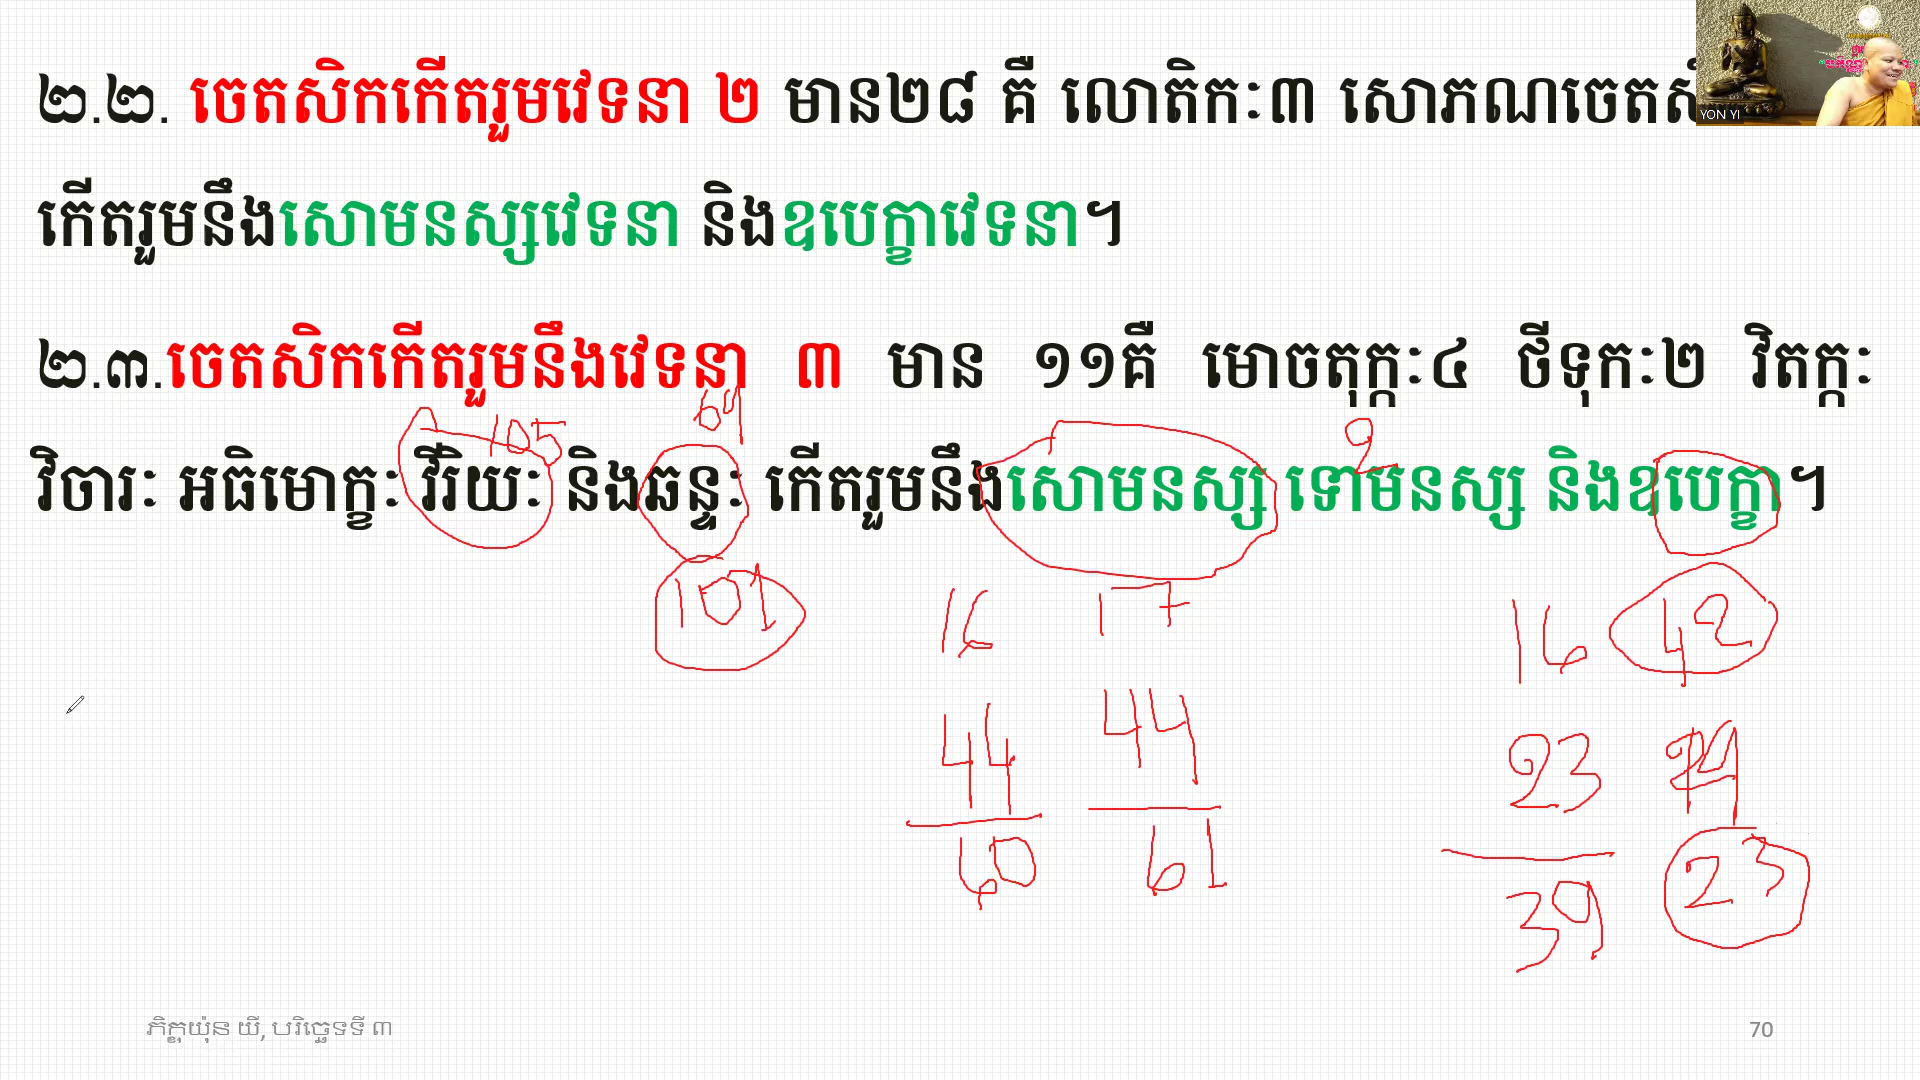 ២.២. ចេតសិកកើតរួមវេទនា ២ មាន២៨ គឺ លោតិកៈ៣ សោភណចេតសិ
YON YI
កើតរួមនឹងសោមនស្សវេទនា និងឧបេក្ខាវេទនា។
២.៣.ចេតសិកកើតរួមនឹងវេទនា ៣ មាន ១១គឺ មោចតុក្កៈ៤ ថីទុកៈ២ វិតក្កៈ
105 69 2
វិចារៈ អធិមោក្ខៈ វីរិយៈ និងឆន្ទៈ កើតរួមនឹងសោមនស្ស ទោមនស្ស និងឧបេក្ខា។
101 16 17 16 42
44 44 23
60 61 39 23
ភិក្ខុយ៉ុន យី, បរិច្ឆេទទី ៣ 70